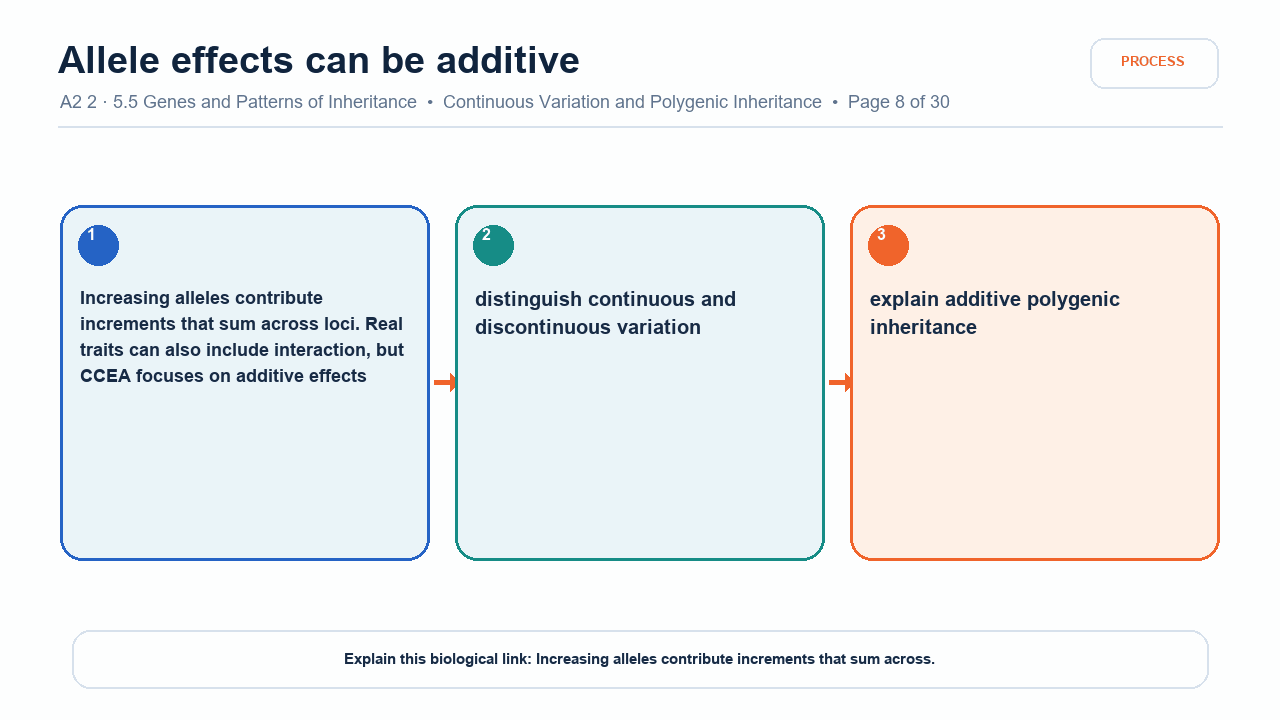 Allele effects can be additive
PROCESS
A2 2 · 5.5 Genes and Patterns of Inheritance • Continuous Variation and Polygenic Inheritance • Page 8 of 30
1
Increasing alleles contribute
increments that sum across loci. Real
traits can also include interaction, but
CCEA focuses on additive effects
2
distinguish continuous and
discontinuous variation
3
explain additive polygenic
inheritance
Explain this biological link: Increasing alleles contribute increments that sum across.